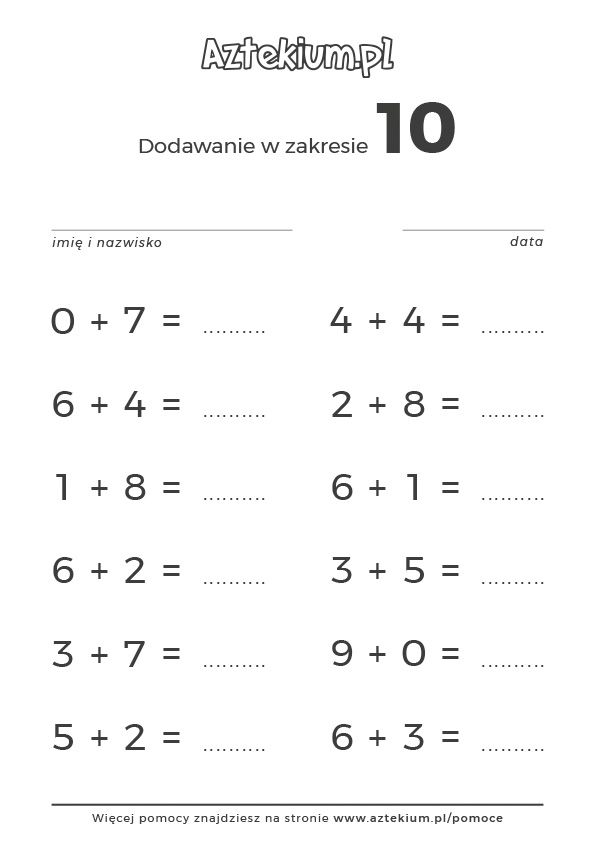 Aztekium.pl
Dodawanie w zakresie 10
imię i nazwisko
data
0 + 7 = .......... 4 + 4 = ..........
6 + 4 = .......... 2 + 8 = ..........
1 + 8 = .......... 6 + 1 = ..........
6 + 2 = .......... 3 + 5 = ..........
3 + 7 = .......... 9 + 0 = ..........
5 + 2 = .......... 6 + 3 = ..........
Więcej pomocy znajdziesz na stronie www.aztekium.pl/pomoce